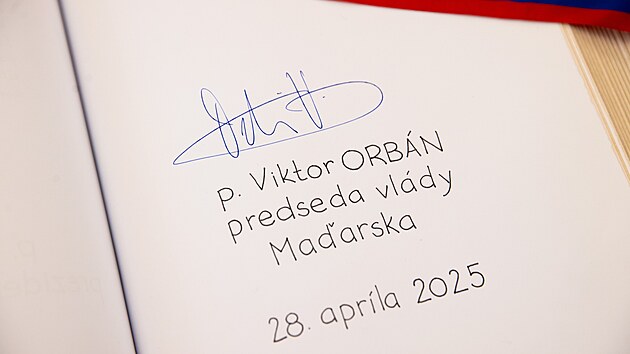 p. Viktor ORBÁN
predseda vlády
Maďarska
28. apríla 2025